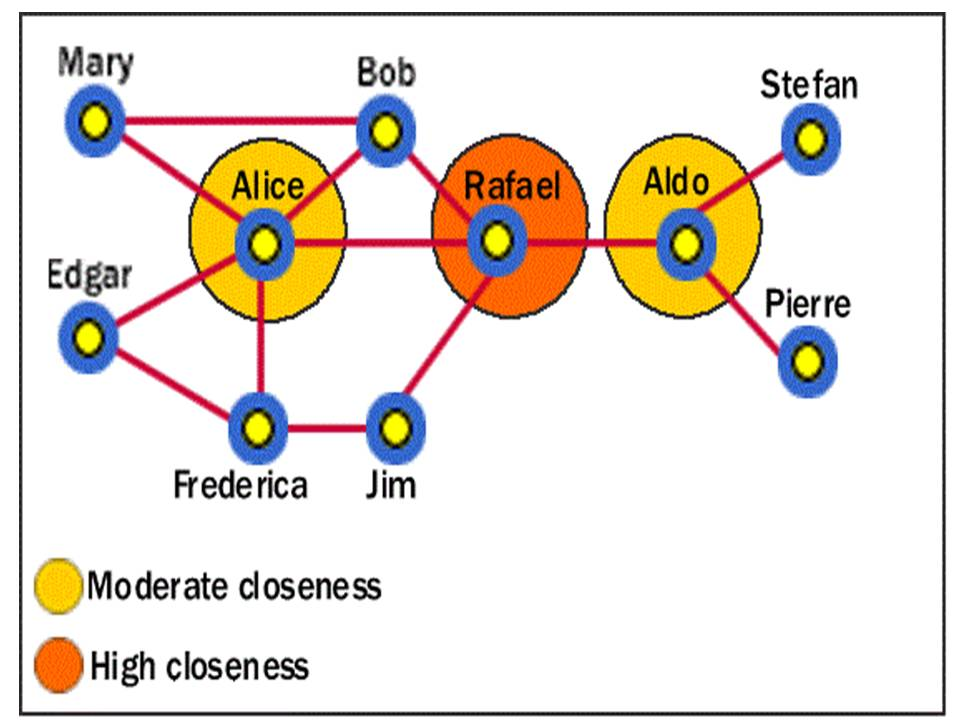 Mary
Bob
Stefan
Alice
Rafael
Aldo
Edgar
Pierre
Frederica
Jim
Moderate closeness
High closeness